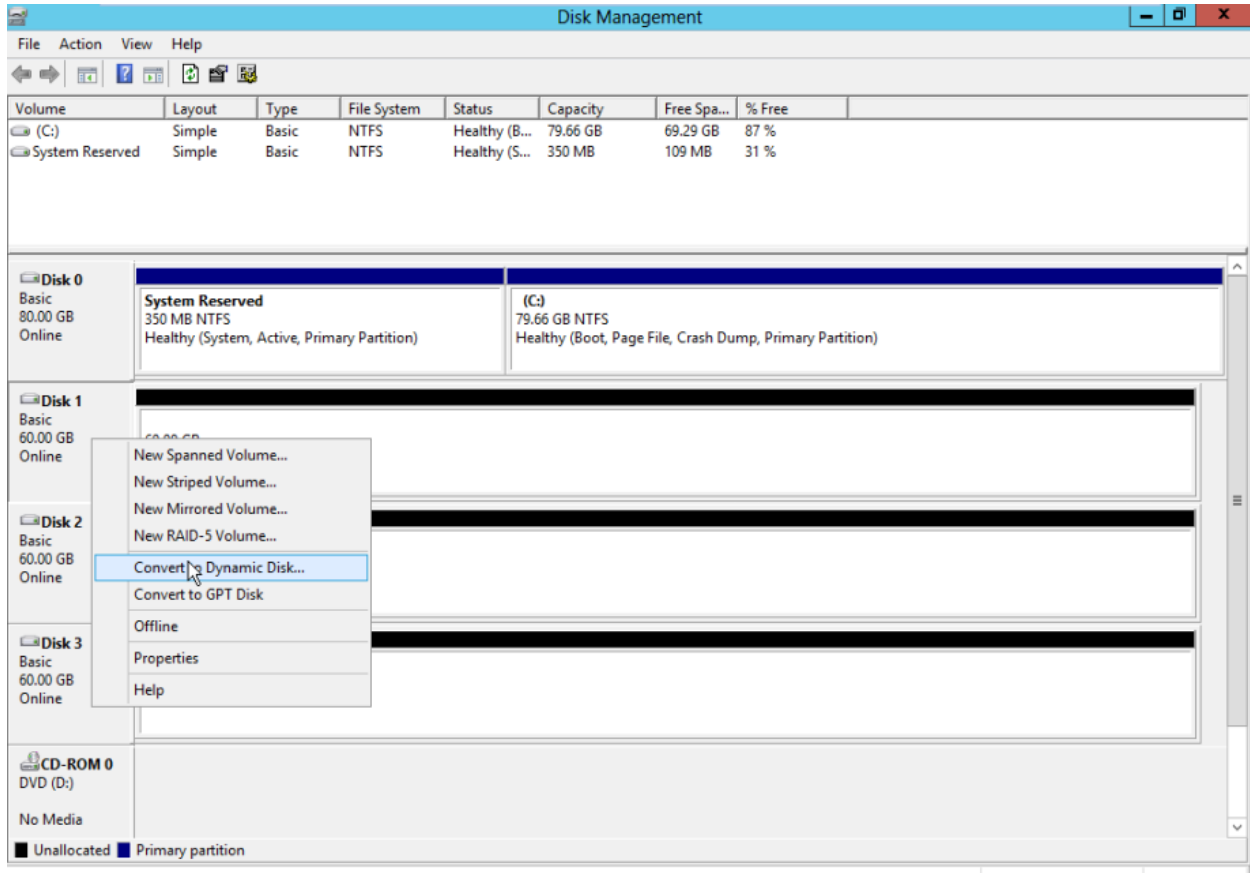 Disk Management
File Action View Help
Volume Layout Type File System Status Capacity Free Spa... % Free
(C:) Simple Basic NTFS Healthy (B... 79.66 GB 69.29 GB 87 %
System Reserved Simple Basic NTFS Healthy (S... 350 MB 109 MB 31 %
Disk 0
Basic
80.00 GB
Online
System Reserved
350 MB NTFS
Healthy (System, Active, Primary Partition)
(C:)
79.66 GB NTFS
Healthy (Boot, Page File, Crash Dump, Primary Partition)
Disk 1
Basic
60.00 GB
Online
60.00 GB
New Spanned Volume...
New Striped Volume...
New Mirrored Volume...
New RAID-5 Volume...
Convert to Dynamic Disk...
Convert to GPT Disk
Offline
Properties
Help
Disk 2
Basic
60.00 GB
Online
Disk 3
Basic
60.00 GB
Online
CD-ROM 0
DVD (D:)
No Media
Unallocated Primary partition